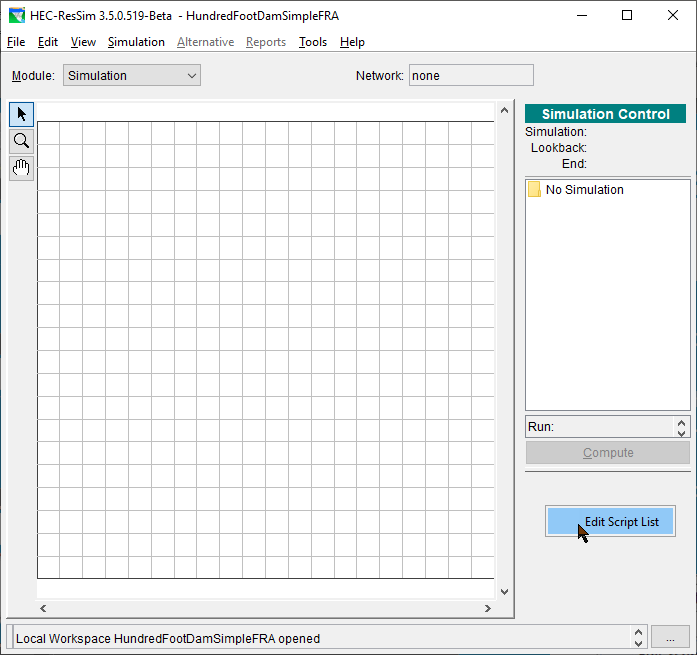 HEC-ResSim 3.5.0.519-Beta - HundredFootDamSimpleFRA
File Edit View Simulation Alternative Reports Tools Help
Module: Simulation Network: none
Simulation Control
Simulation:
Lookback:
End:
No Simulation
Run:
Compute
Edit Script List
Local Workspace HundredFootDamSimpleFRA opened
...